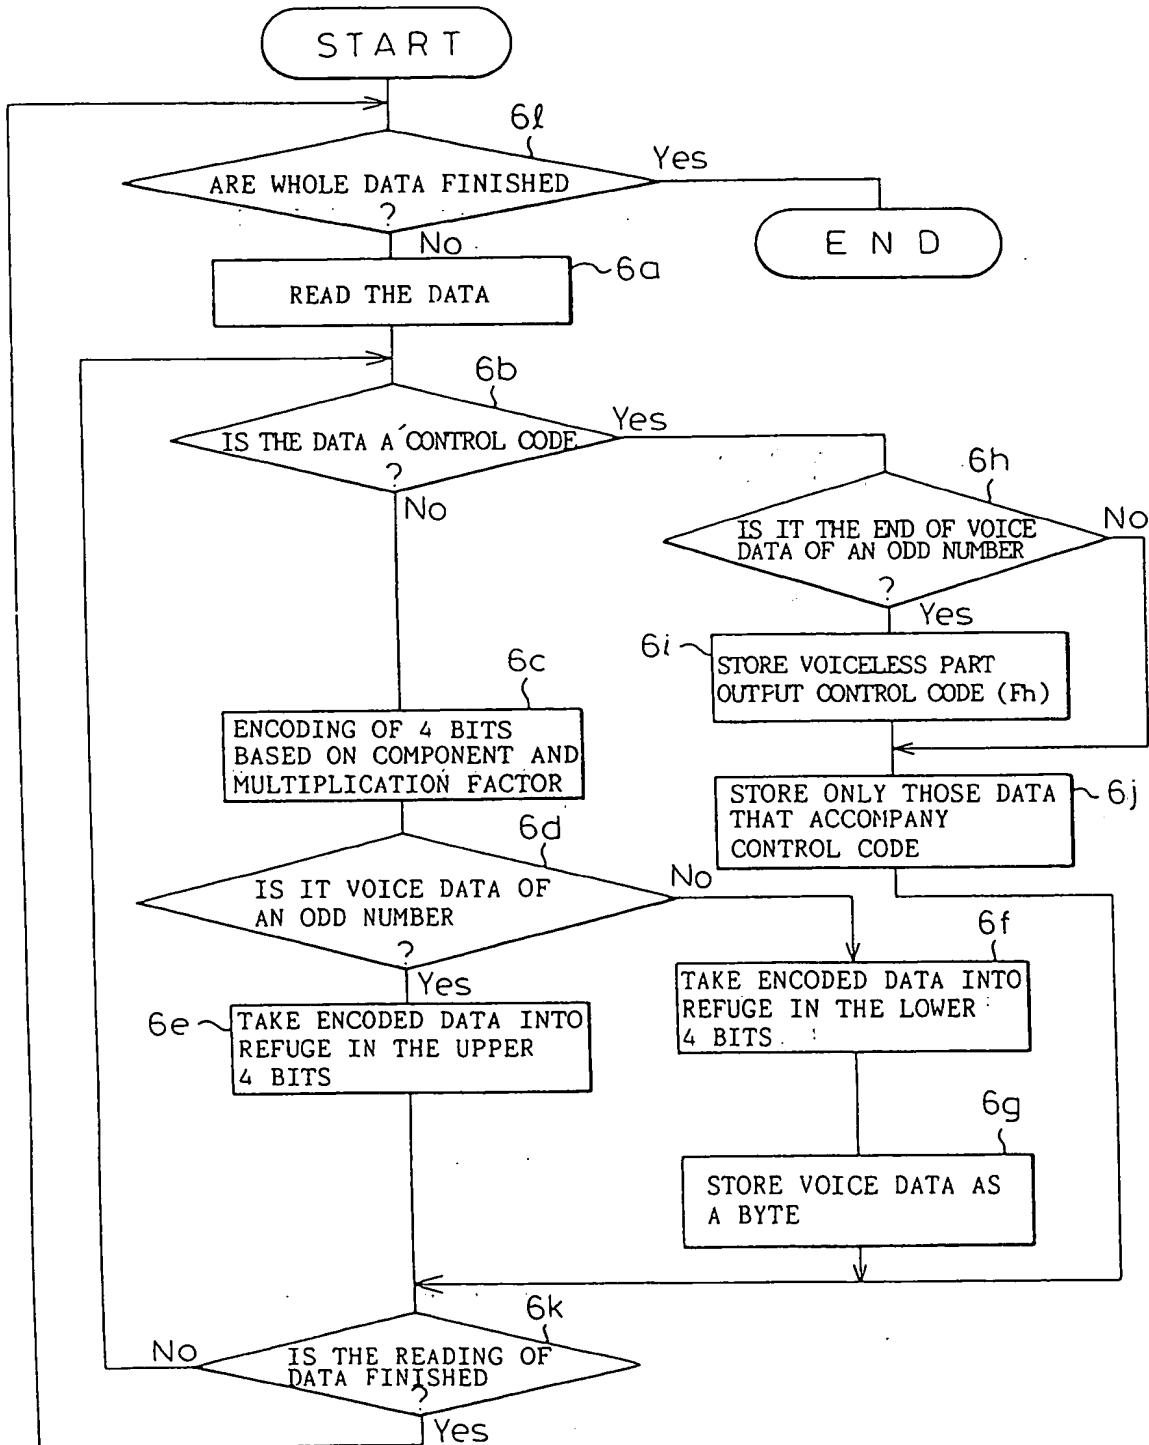 START
6ℓ
Yes
ARE WHOLE DATA FINISHED
?
END
No
6a
READ THE DATA
6b
Yes
IS THE DATA A CONTROL CODE
?
No
6h
No
IS IT THE END OF VOICE
DATA OF AN ODD NUMBER
?
Yes
6i
STORE VOICELESS PART
OUTPUT CONTROL CODE (Fh)
6c
ENCODING OF 4 BITS
BASED ON COMPONENT AND
MULTIPLICATION FACTOR
STORE ONLY THOSE DATA
THAT ACCOMPANY
CONTROL CODE
6j
6d
No
IS IT VOICE DATA OF
AN ODD NUMBER
?
Yes
6f
TAKE ENCODED DATA INTO
REFUGE IN THE LOWER
4 BITS
6e
TAKE ENCODED DATA INTO
REFUGE IN THE UPPER
4 BITS
6g
STORE VOICE DATA AS
A BYTE
6k
No
IS THE READING OF
DATA FINISHED
?
Yes